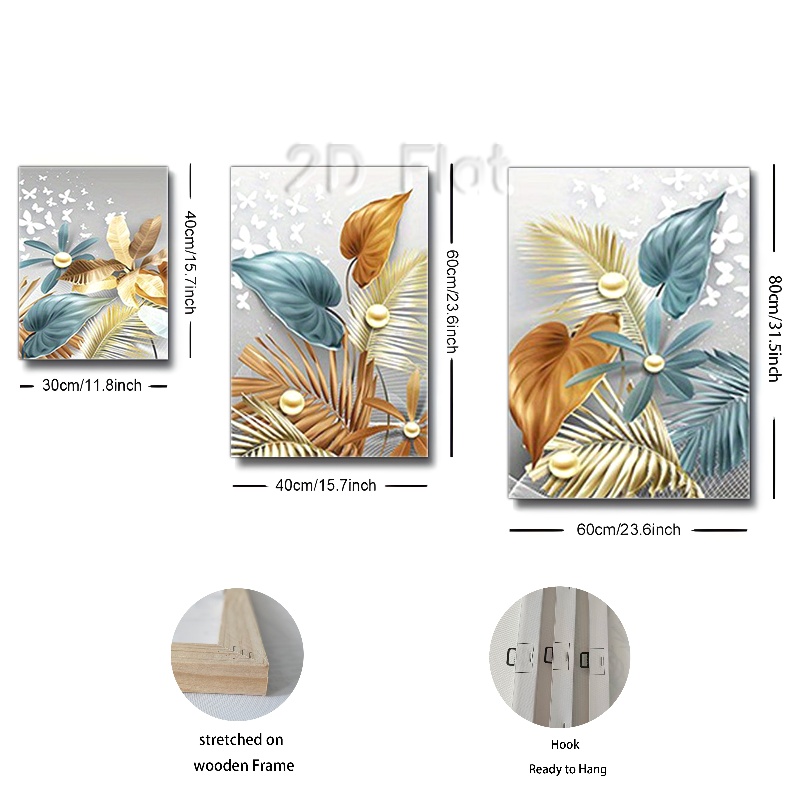 2D Flat
40cm/15.7inch
60cm/23.6inch
80cm/31.5inch
30cm/11.8inch
40cm/15.7inch
60cm/23.6inch
stretched on
wooden Frame
Hook
Ready to Hang